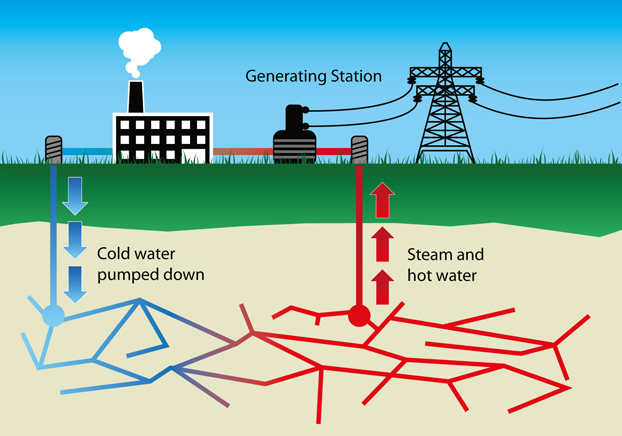 Generating Station
Cold water
pumped down
Steam and
hot water